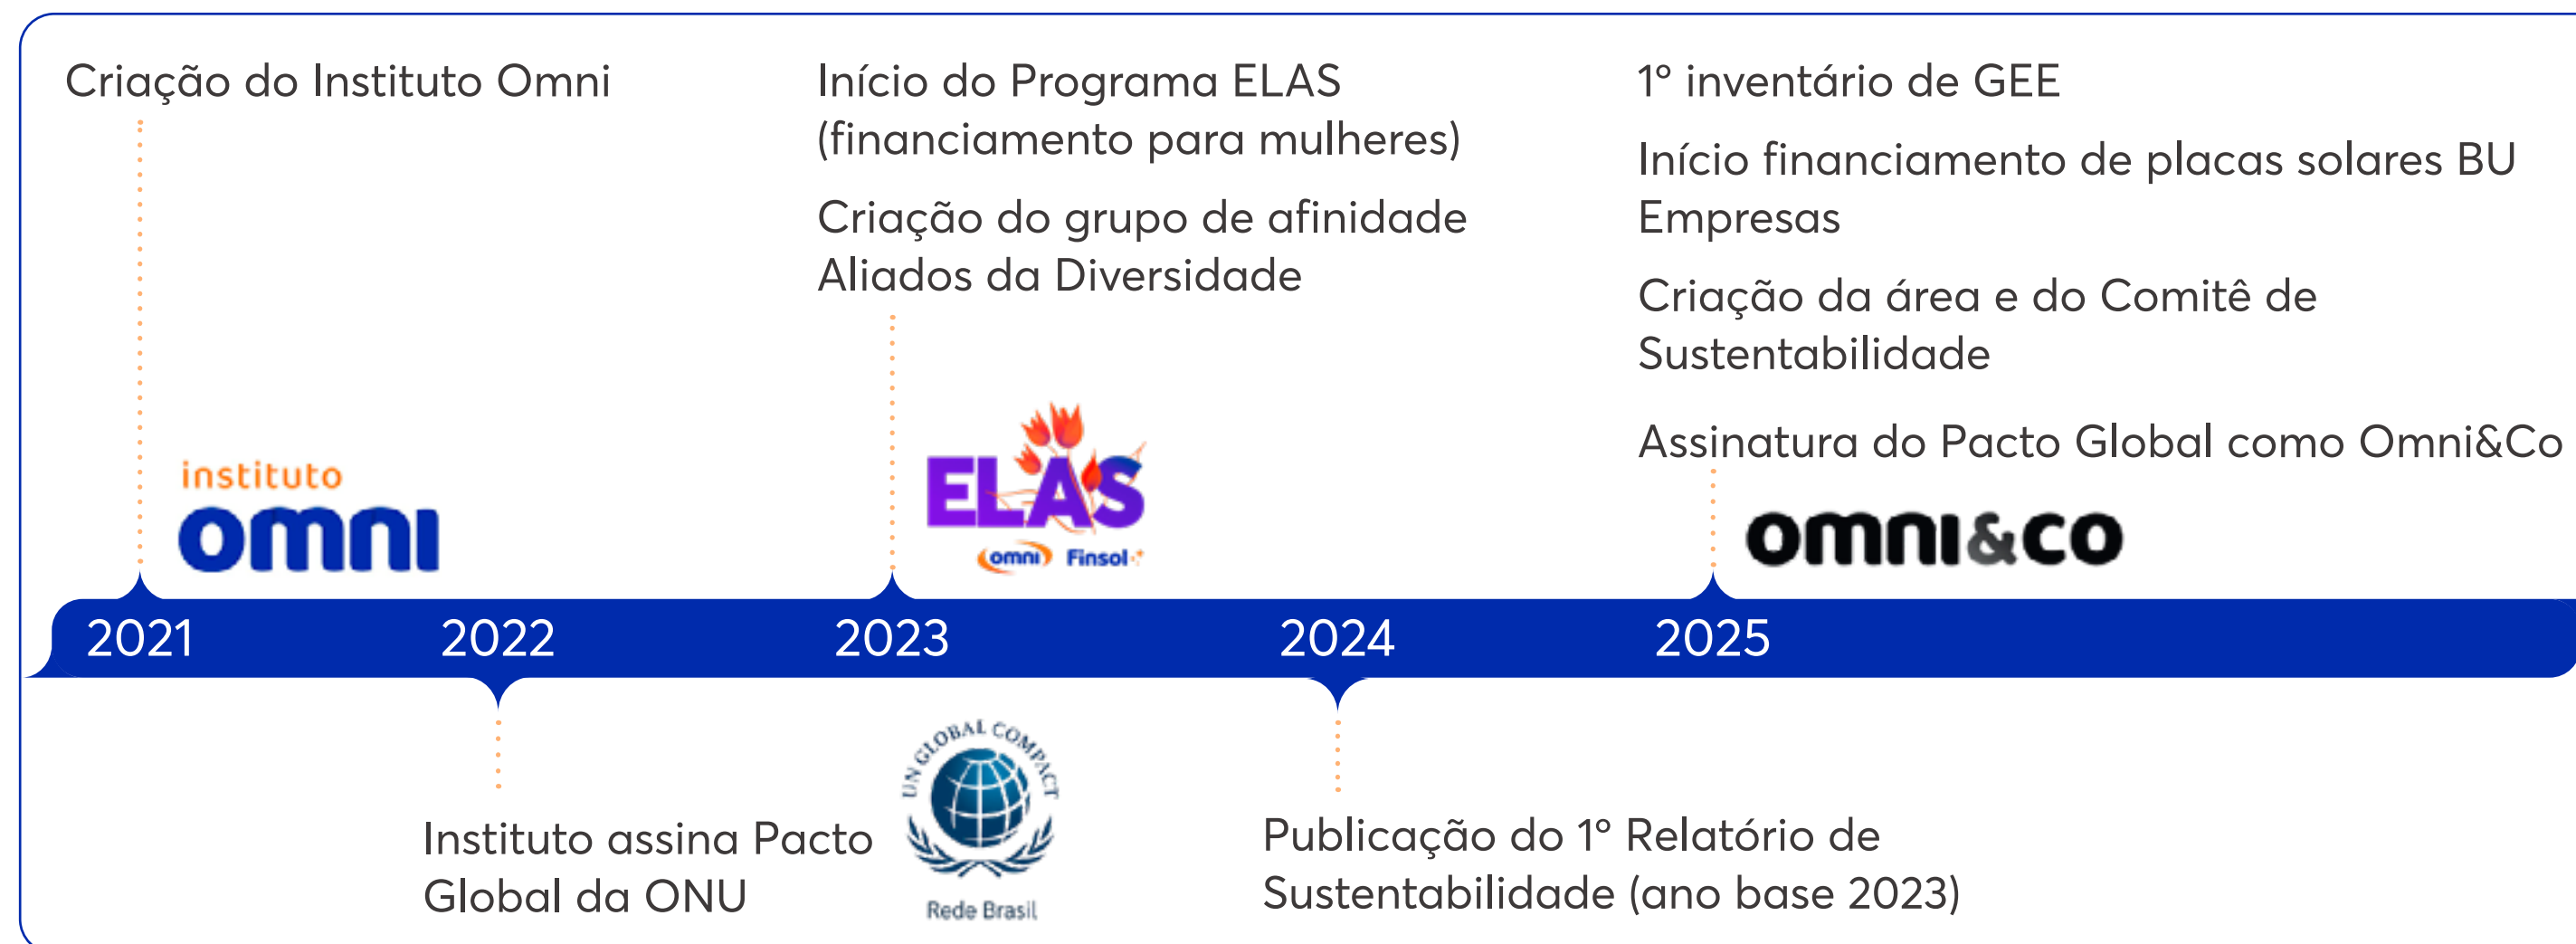 Criação do Instituto Omni
instituto
omni
Início do Programa ELAS
(financiamento para mulheres)
Criação do grupo de afinidade
Aliados da Diversidade
ELAS
omni Finsol
1º inventário de GEE
Início financiamento de placas solares BU
Empresas
Criação da área e do Comitê de
Sustentabilidade
Assinatura do Pacto Global como Omni&Co
omni&co
2021 2022 2023 2024 2025
Instituto assina Pacto
Global da ONU
UN GLOBAL COMPACT
Rede Brasil
Publicação do 1º Relatório de
Sustentabilidade (ano base 2023)